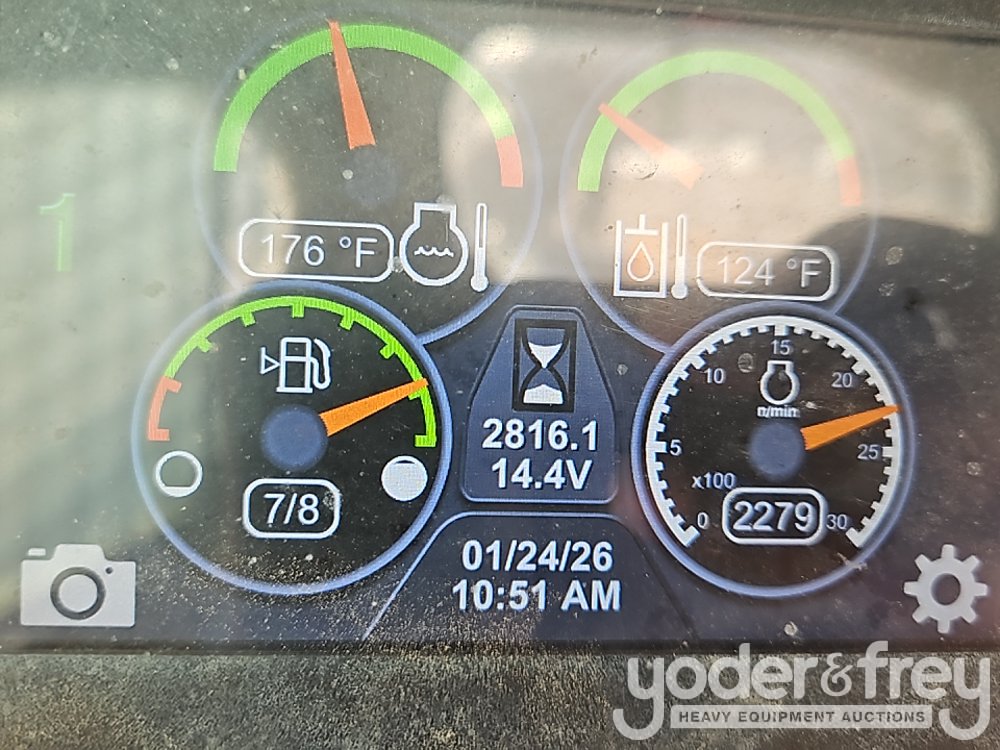 1
176 °F
124 °F
7/8
2816.1
14.4V
01/24/26
10:51 AM
0 5 10 15 20 25 30
n/min
x100
2279
yoder&frey
HEAVY EQUIPMENT AUCTIONS